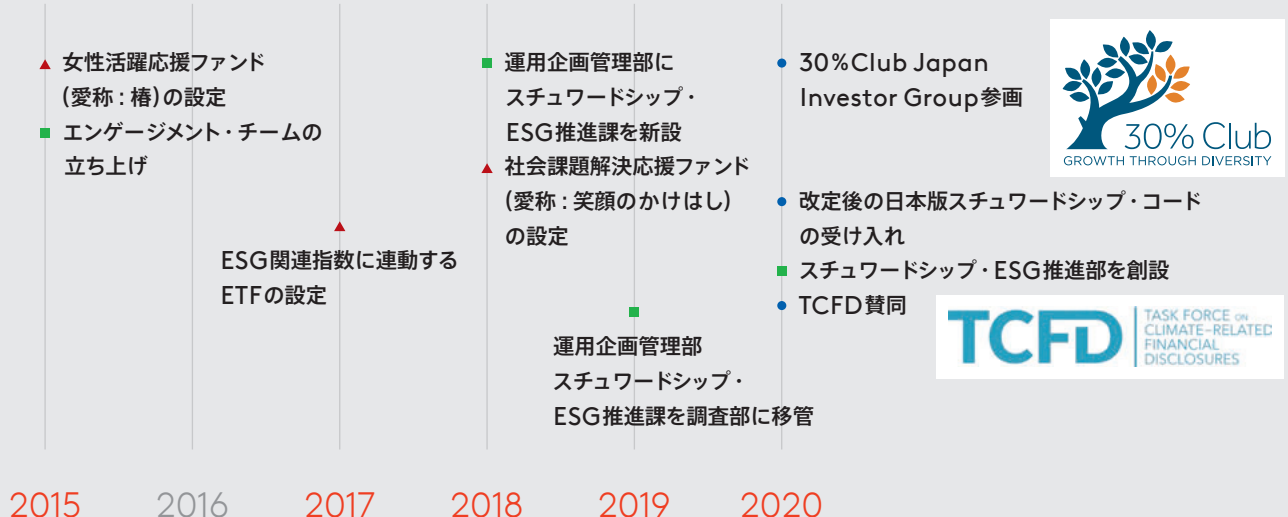 ▲ 女性活躍応援ファンド
(愛称 : 椿)の設定
■ エンゲージメント・チームの
立ち上げ
▲
ESG関連指数に連動する
ETFの設定
■ 運用企画管理部に
スチュワードシップ・
ESG推進課を新設
▲ 社会課題解決応援ファンド
(愛称 : 笑顔のかけはし)
の設定
■
運用企画管理部
スチュワードシップ・
ESG推進課を調査部に移管
● 30%Club Japan
Investor Group参画
30% Club
GROWTH THROUGH DIVERSITY
● 改定後の日本版スチュワードシップ・コード
の受け入れ
■ スチュワードシップ・ESG推進部を創設
● TCFD賛同
TCFD
TASK FORCE ON
CLIMATE-RELATED
FINANCIAL
DISCLOSURES
2015 2016 2017 2018 2019 2020